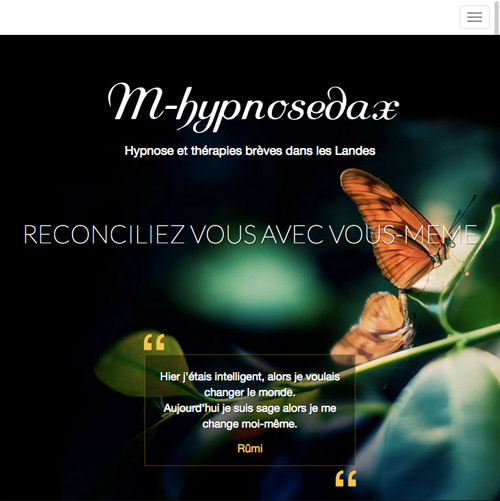 M-hypnosedax
Hypnose et thérapies brèves dans les Landes
RECONCILIEZ VOUS AVEC VOUS-MEME
“
Hier j'étais intelligent, alors je voulais
changer le monde.
Aujourd'hui je suis sage alors je me
change moi-même.
Rûmi
”